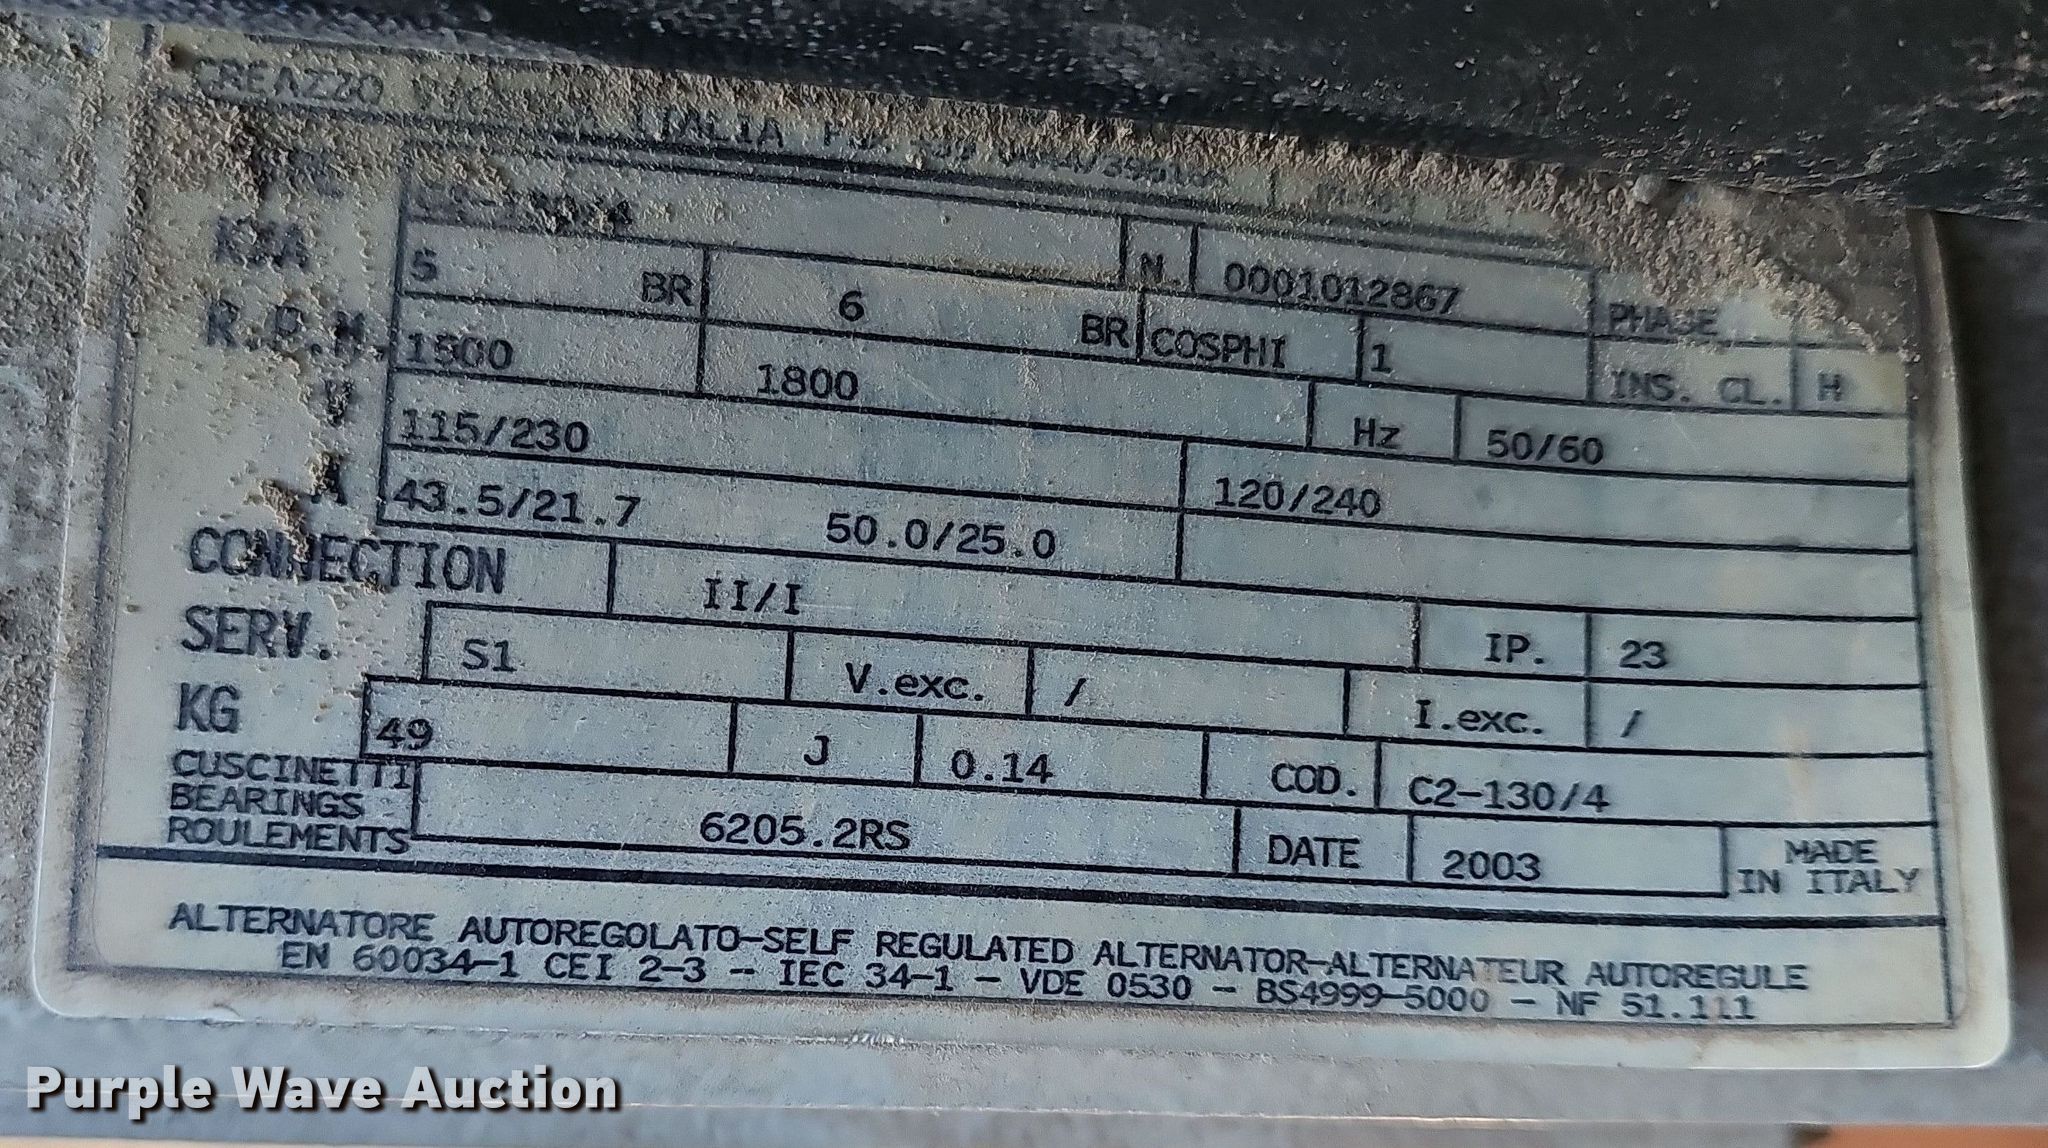 CREAZZO
ITALIA
KVA 5 BR 6 BR COSPHI 1 INS. CL. H
N. 0001012867 PHASE
R.P.M. 1500 1800 Hz 50/60
V 115/230 120/240
A 43.5/21.7 50.0/25.0
CONNECTION II/I IP. 23
SERV. S1 V.exc. / I.exc. /
KG 49 J 0.14 COD. C2-130/4
CUSCINETTI
BEARINGS 6205.2RS DATE 2003 MADE
ROULEMENTS IN ITALY
ALTERNATORE AUTOREGOLATO-SELF REGULATED ALTERNATOR-ALTERNATEUR AUTOREGULE
EN 60034-1 CEI 2-3 - IEC 34-1 - VDE 0530 - BS4999-5000 - NF 51.111
Purple Wave Auction